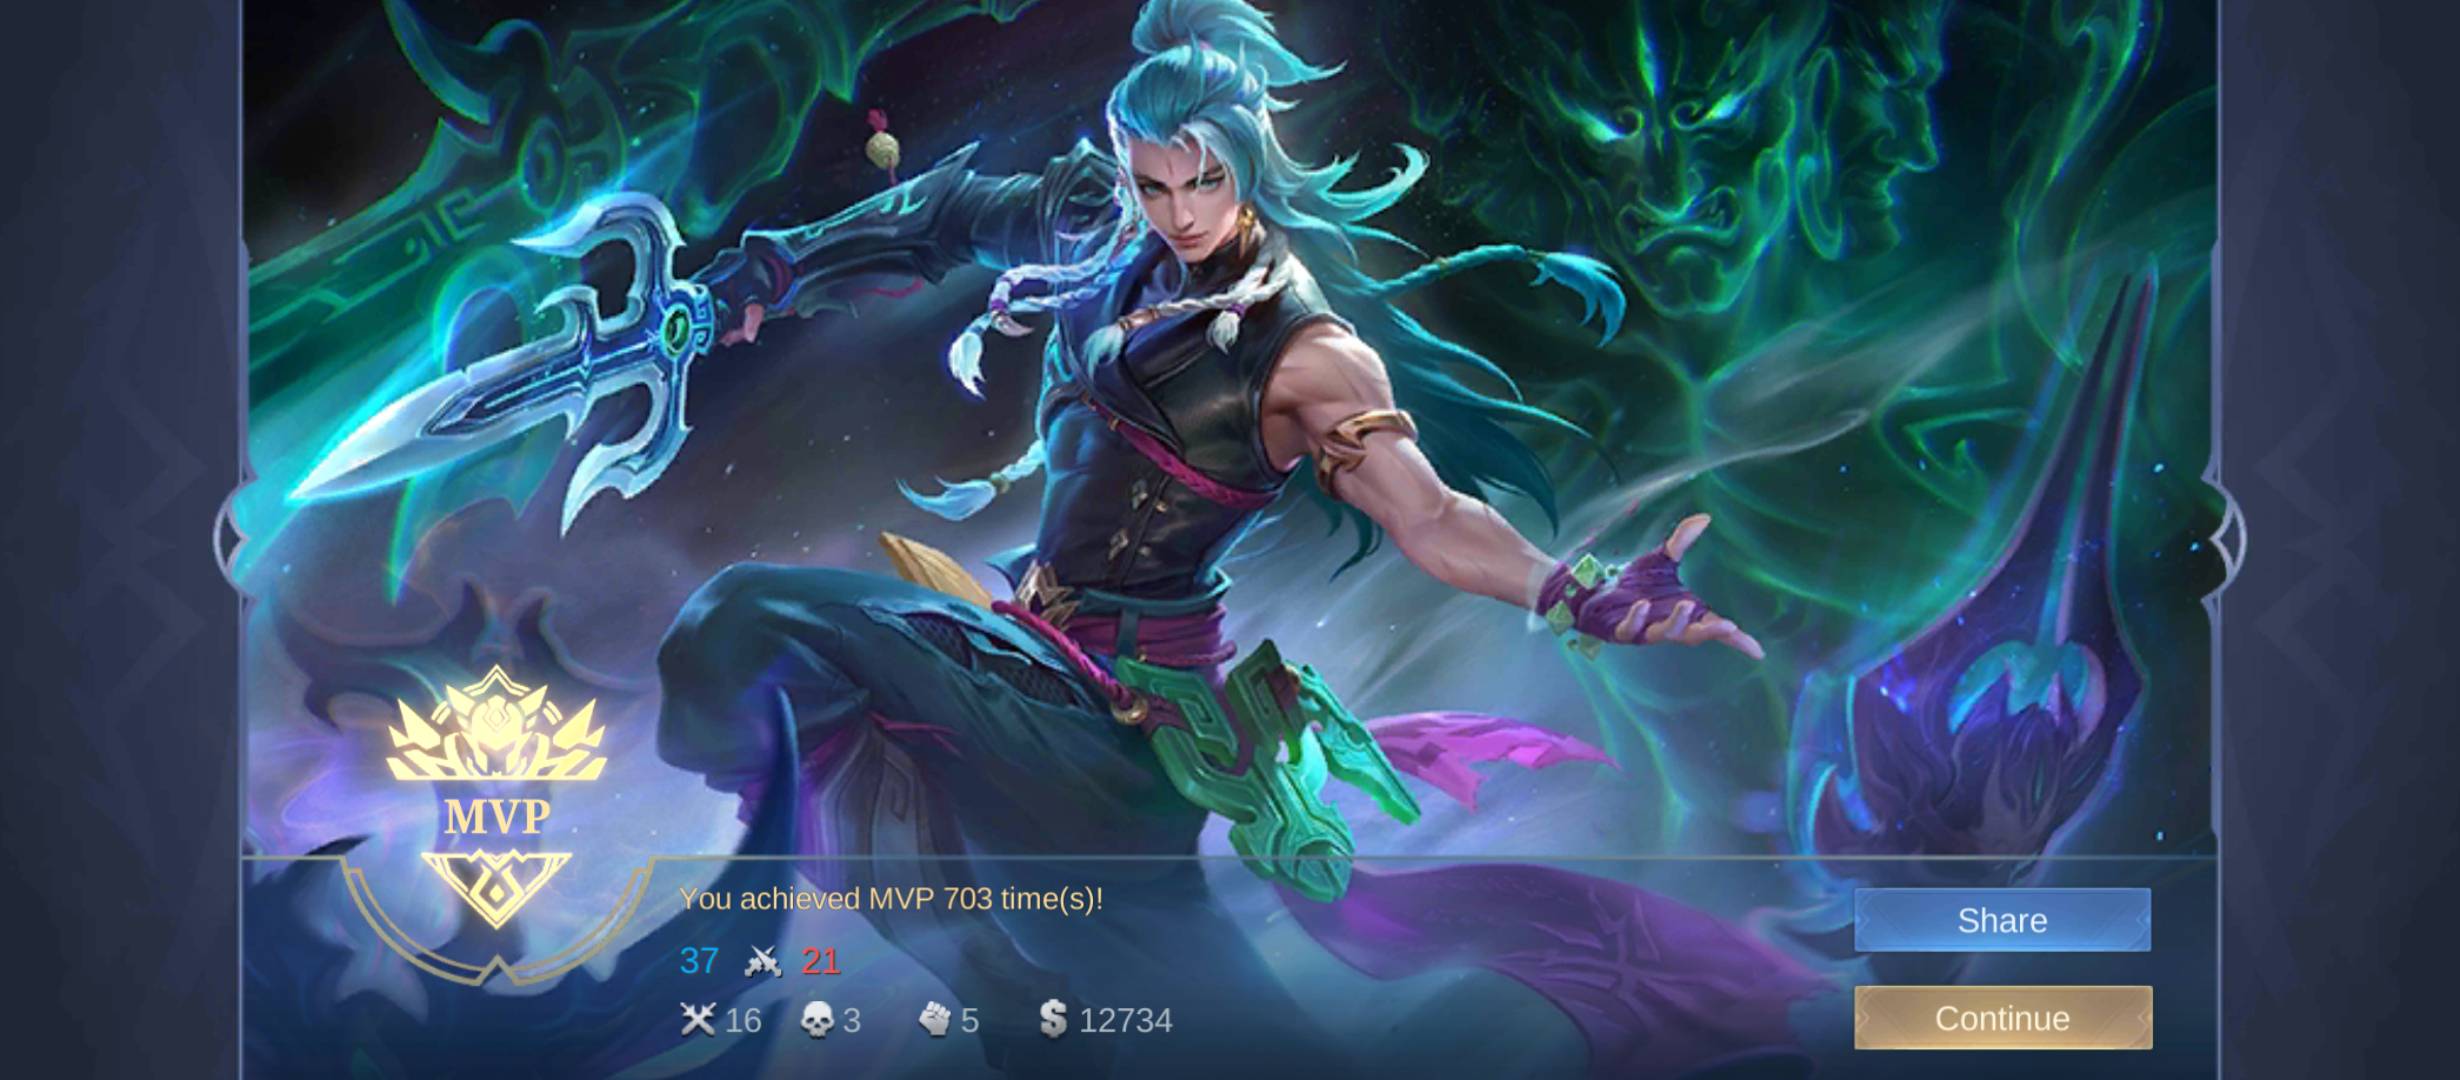 MVP
You achieved MVP 703 time(s)!
37 21
16 3 5 $ 12734
Share
Continue